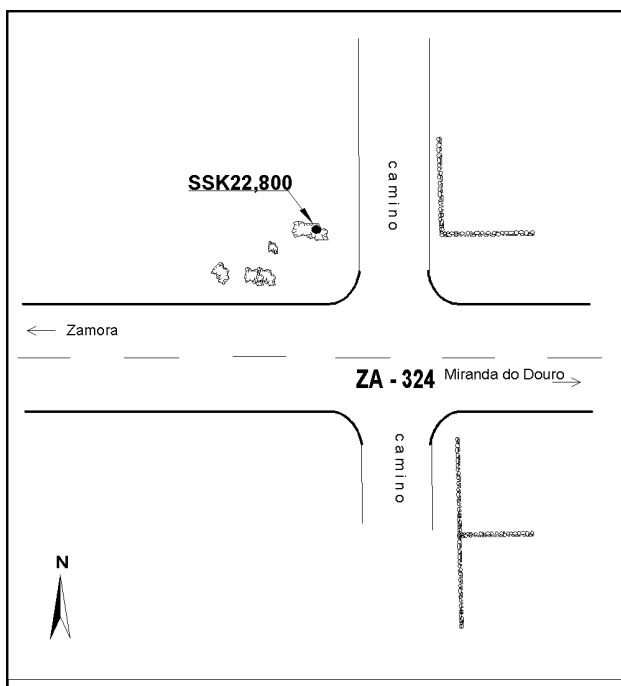 camino
SSK22,800
Zamora
ZA - 324 Miranda do Douro
camino
N